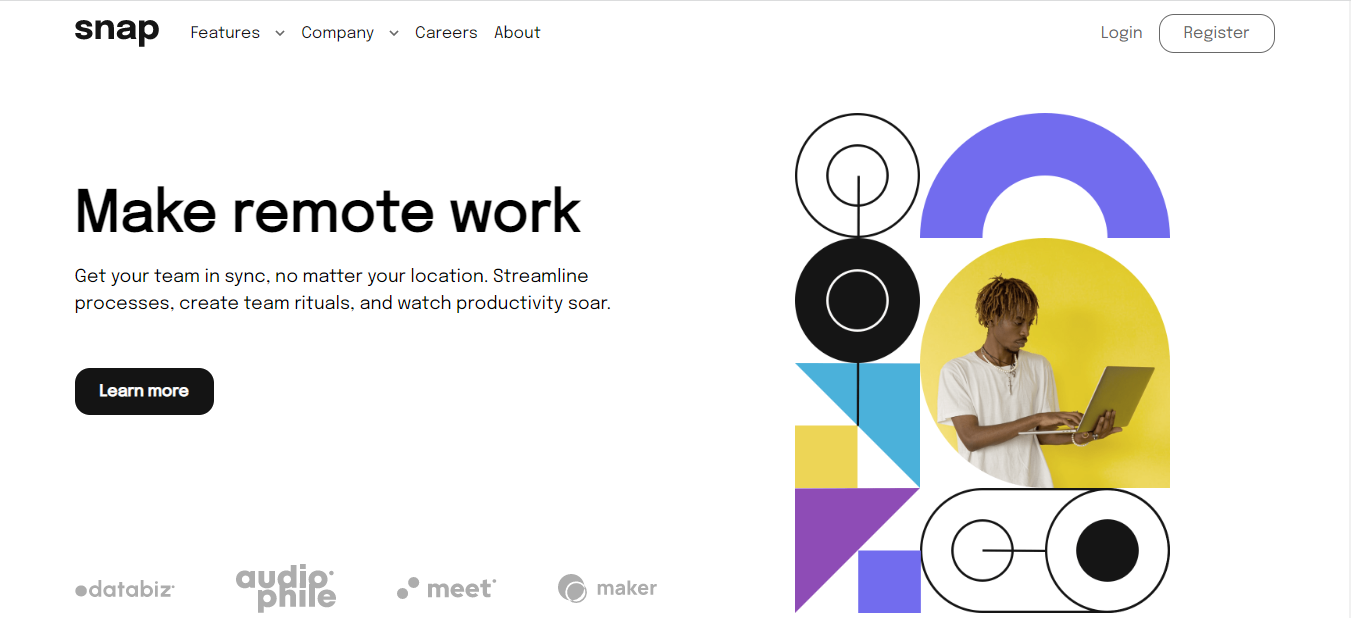 snap Features Company Careers About Login Register
Make remote work
Get your team in sync, no matter your location. Streamline
processes, create team rituals, and watch productivity soar.
Learn more
databiz audiophile meet maker